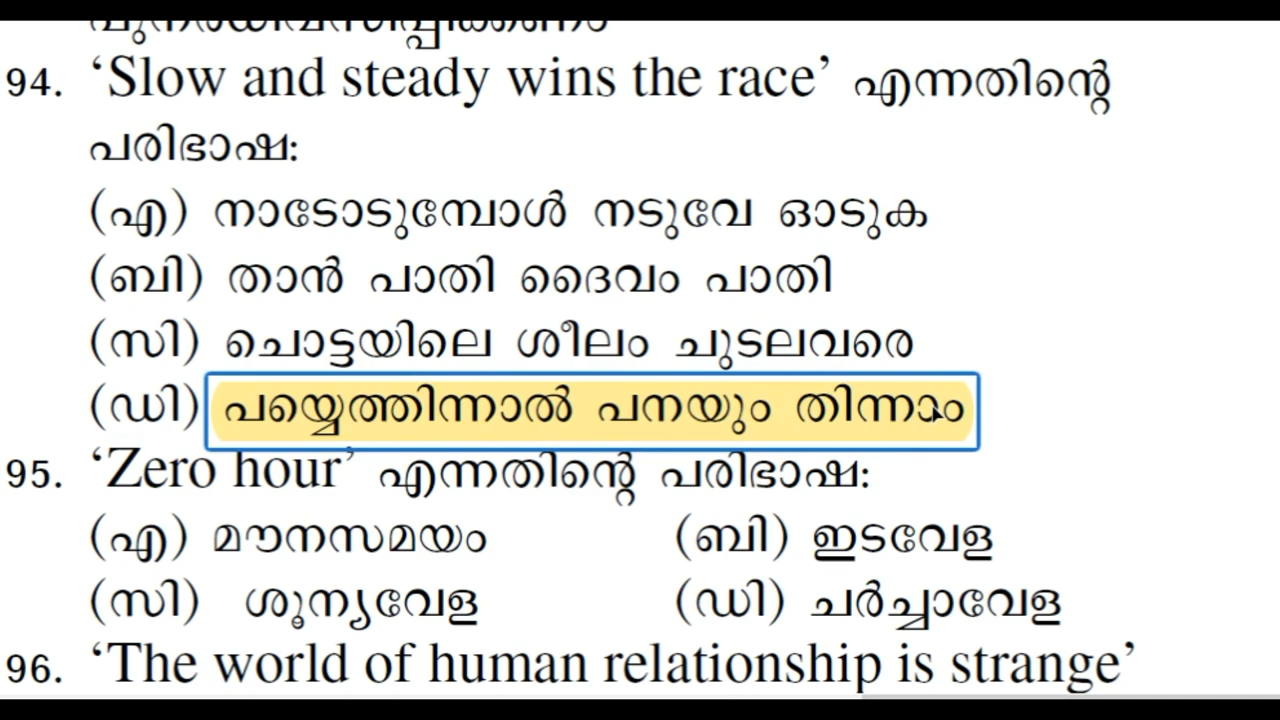 94. ‘Slow and steady wins the race’ എന്നതിന്റെ
പരിഭാഷ:
(എ) നാടോടുമ്പോൾ നടുവേ ഓടുക
(ബി) താൻ പാതി ദൈവം പാതി
(സി) ചൊട്ടയിലെ ശീലം ചുടലവരെ
(ഡി) പയ്യെത്തിന്നാൽ പനയും തിന്നാം
95. ‘Zero hour’ എന്നതിന്റെ പരിഭാഷ:
(എ) മൗനസമയം (ബി) ഇടവേള
(സി) ശൂന്യവേള (ഡി) ചർച്ചാവേള
96. ‘The world of human relationship is strange’